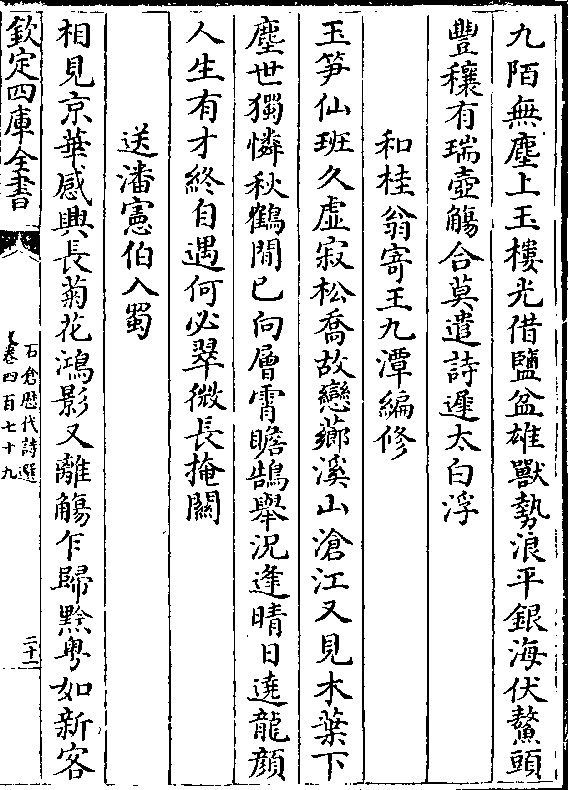 九陌無塵上玉樓光借鹽盆雄獸勢浪平銀海伏鰲頭
豐穰有瑞壺觴合莫遣詩遲太白浮
和桂翁寄王九潭編修
玉笋仙班久虛寂松喬故戀薌溪山滄江又見木葉下
塵世獨憐秋鶴閒已向層霄瞻鵠舉況逢晴日遶龍顔
人生有才終自遇何必翠微長掩關
送潘憲伯入蜀
相見京華感興長菊花鴻影又離觴乍歸黔粤如新客
欽定四庫全書
石倉歴代詩選
卷四百七十九
二十二